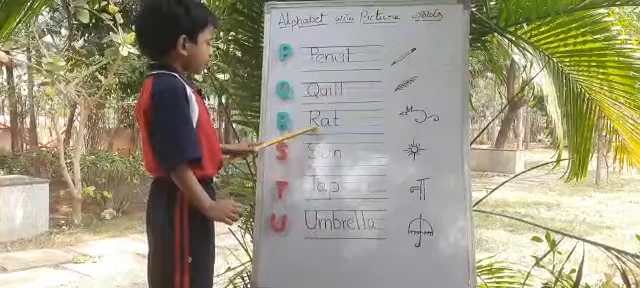 Alphabet with Picture
P Pencil
Q Quill
R Rat
S Sun
T Tap
U Umbrella